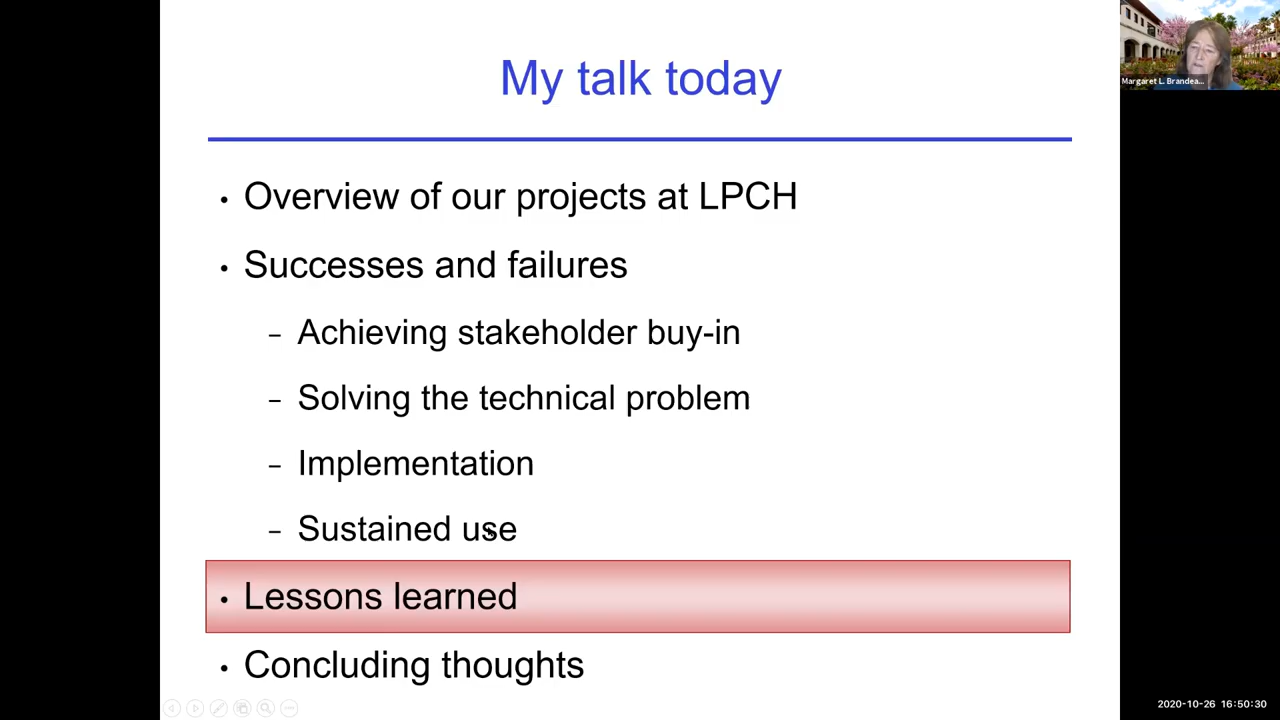 My talk today
Margaret L. Brandea...
• Overview of our projects at LPCH
• Successes and failures
– Achieving stakeholder buy-in
– Solving the technical problem
– Implementation
– Sustained use
• Lessons learned
• Concluding thoughts
2020-10-26 16:50:30